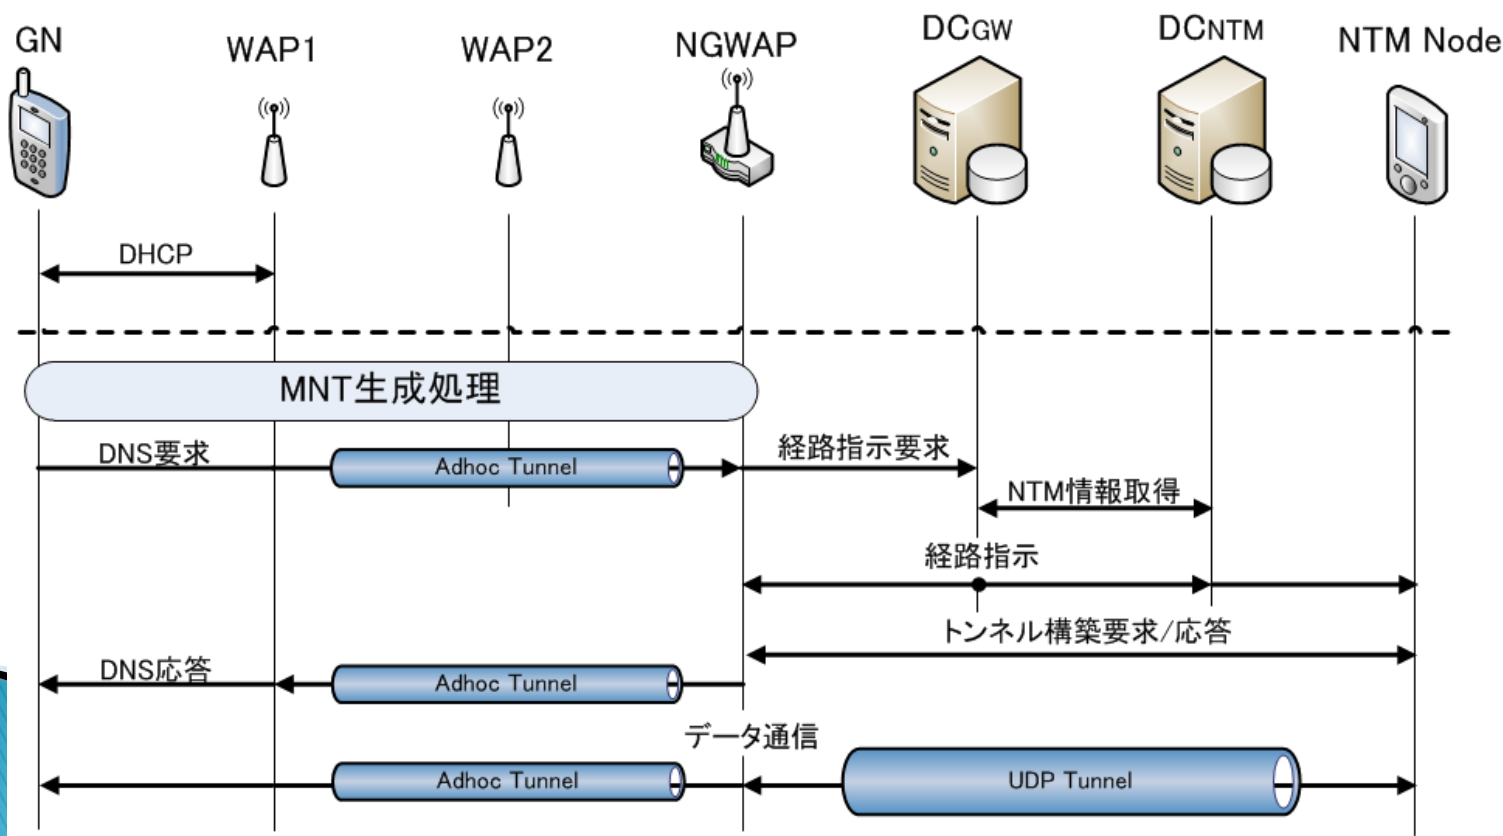 GN
WAP1
WAP2
NGWAP
DCGW
DCNTM
NTM Node
DHCP
MNT生成処理
DNS要求
Adhoc Tunnel
経路指示要求
NTM情報取得
経路指示
トンネル構築要求/応答
DNS応答
Adhoc Tunnel
データ通信
Adhoc Tunnel
UDP Tunnel